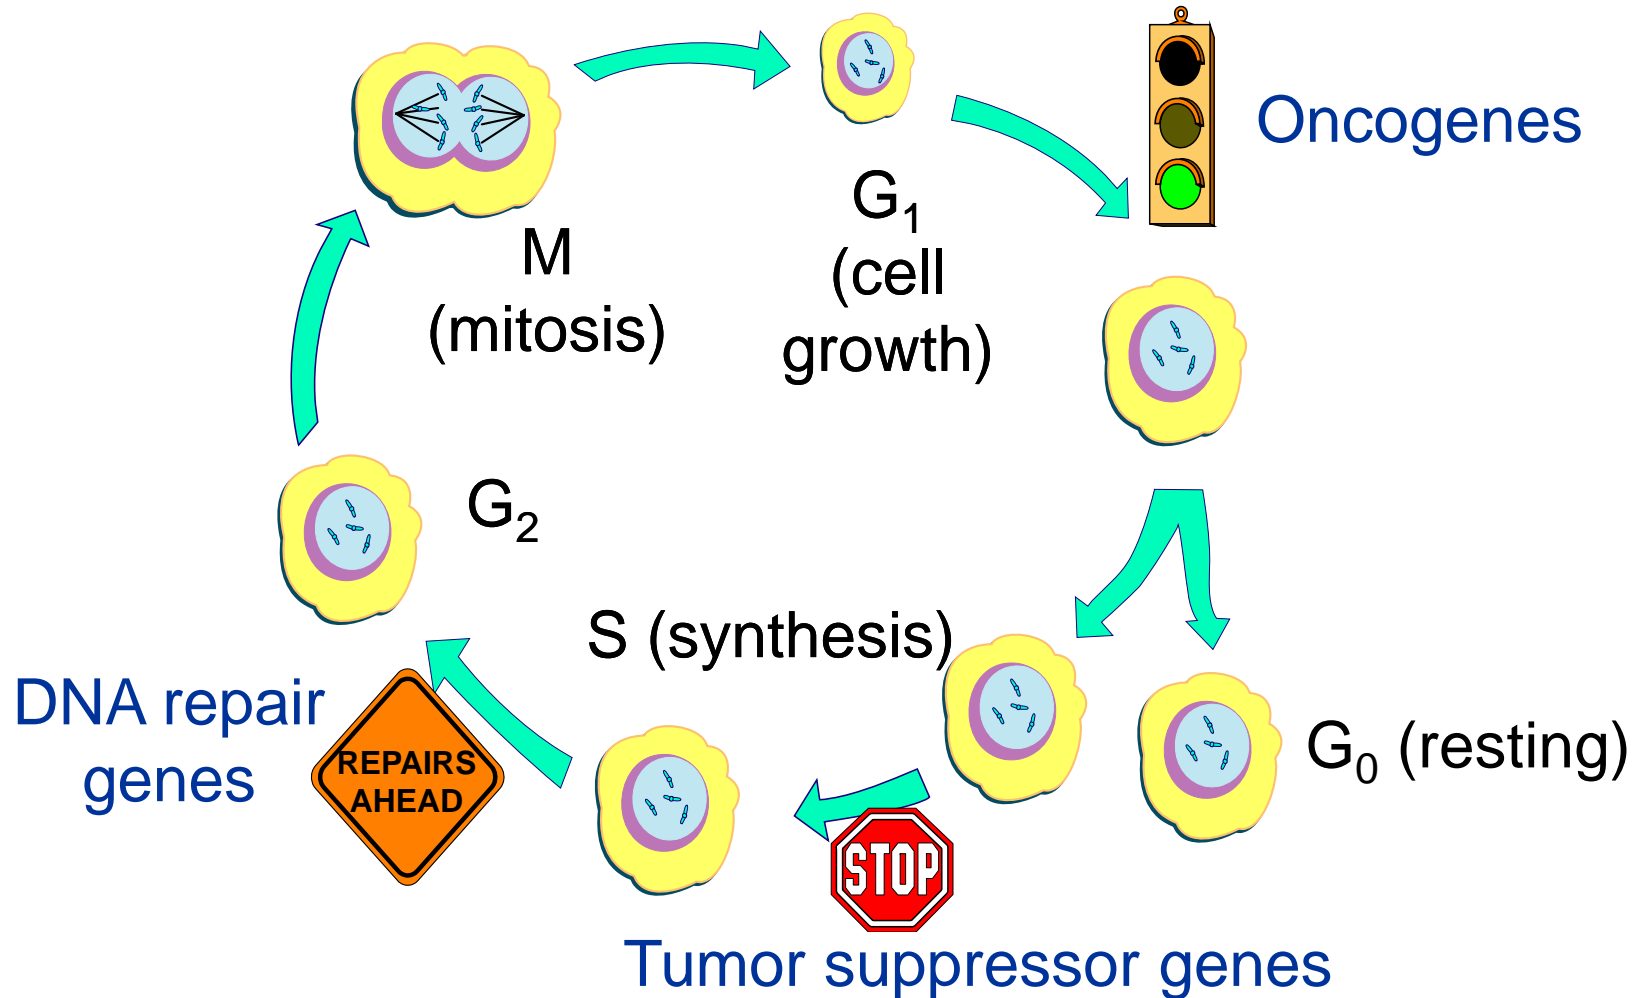 Oncogenes
G₁
(cell
growth)
M
(mitosis)
G₂
S (synthesis)
DNA repair
genes
REPAIRS
AHEAD
G₀ (resting)
STOP
Tumor suppressor genes